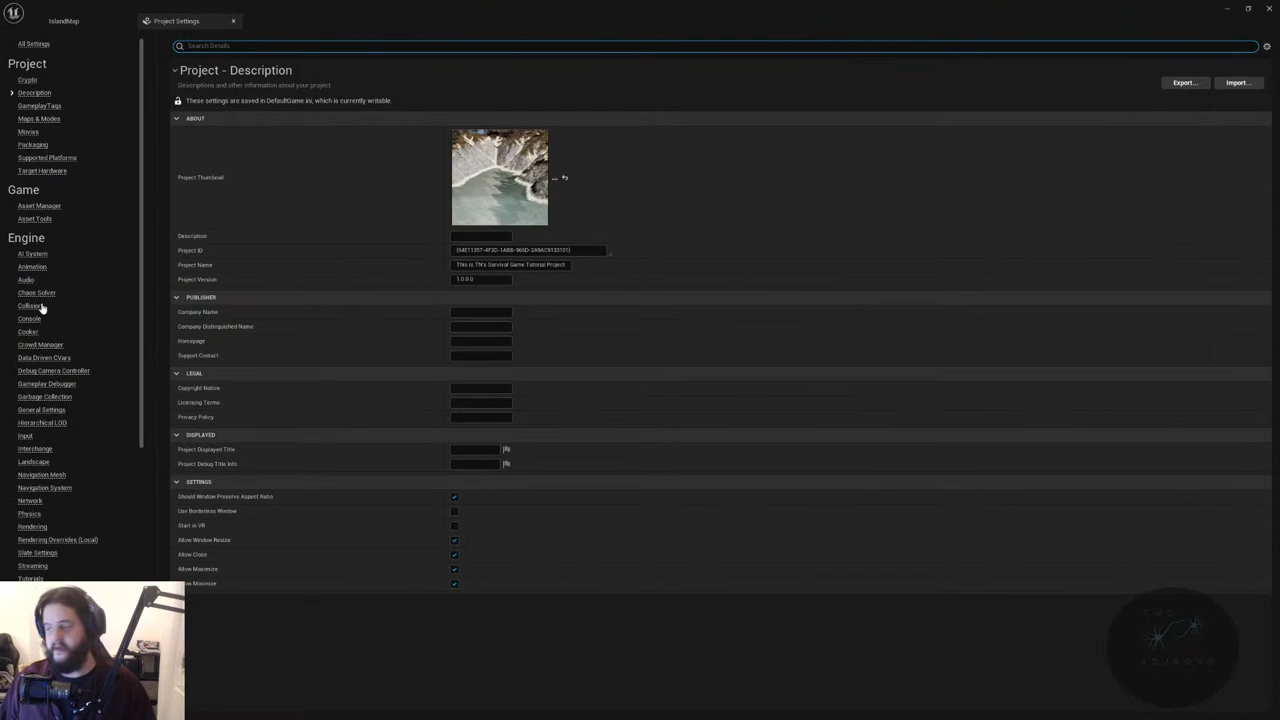 IslandMap
Project Settings
All Settings
Search Details
Project
Crypto
Description
GameplayTags
Maps & Modes
Movies
Packaging
Supported Platforms
Target Hardware
Game
Asset Manager
Asset Tools
Engine
AI System
Animation
Audio
Chaos Solver
Collision
Console
Cooker
Crowd Manager
Data Driven CVars
Debug Camera Controller
Gameplay Debugger
Garbage Collection
General Settings
Hierarchical LOD
Input
Interchange
Landscape
Navigation Mesh
Navigation System
Network
Physics
Rendering
Rendering Overrides (Local)
Slate Settings
Streaming
Tutorials
Project - Description
Descriptions and other information about your project
Export...
Import...
These settings are saved in DefaultGame.ini, which is currently writable.
ABOUT
Project Thumbnail
Description
Project ID
Project Name
This is TN's Survival Game Tutorial Project
Project Version
1.0.0.0
PUBLISHER
Company Name
Company Distinguished Name
Homepage
Support Contact
LEGAL
Copyright Notice
Licensing Terms
Privacy Policy
DISPLAYED
Project Displayed Title
Project Debug Title Info
SETTINGS
Should Window Preserve Aspect Ratio
Use Borderless Window
Start in VR
Allow Window Resize
Allow Close
Allow Maximize
Minimize
TWO
NEURONS